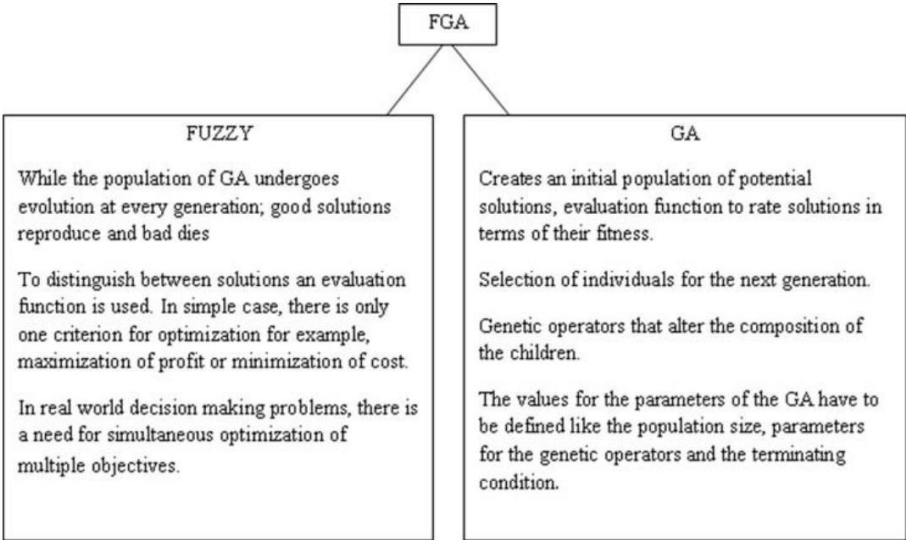 FGA
FUZZY
While the population of GA undergoes
evolution at every generation; good solutions
reproduce and bad dies
To distinguish between solutions an evaluation
function is used. In simple case, there is only
one criterion for optimization for example,
maximization of profit or minimization of cost.
In real world decision making problems, there is
a need for simultaneous optimization of
multiple objectives.
GA
Creates an initial population of potential
solutions, evaluation function to rate solutions in
terms of their fitness.
Selection of individuals for the next generation.
Genetic operators that alter the composition of
the children.
The values for the parameters of the GA have to
be defined like the population size, parameters
for the genetic operators and the terminating
condition.